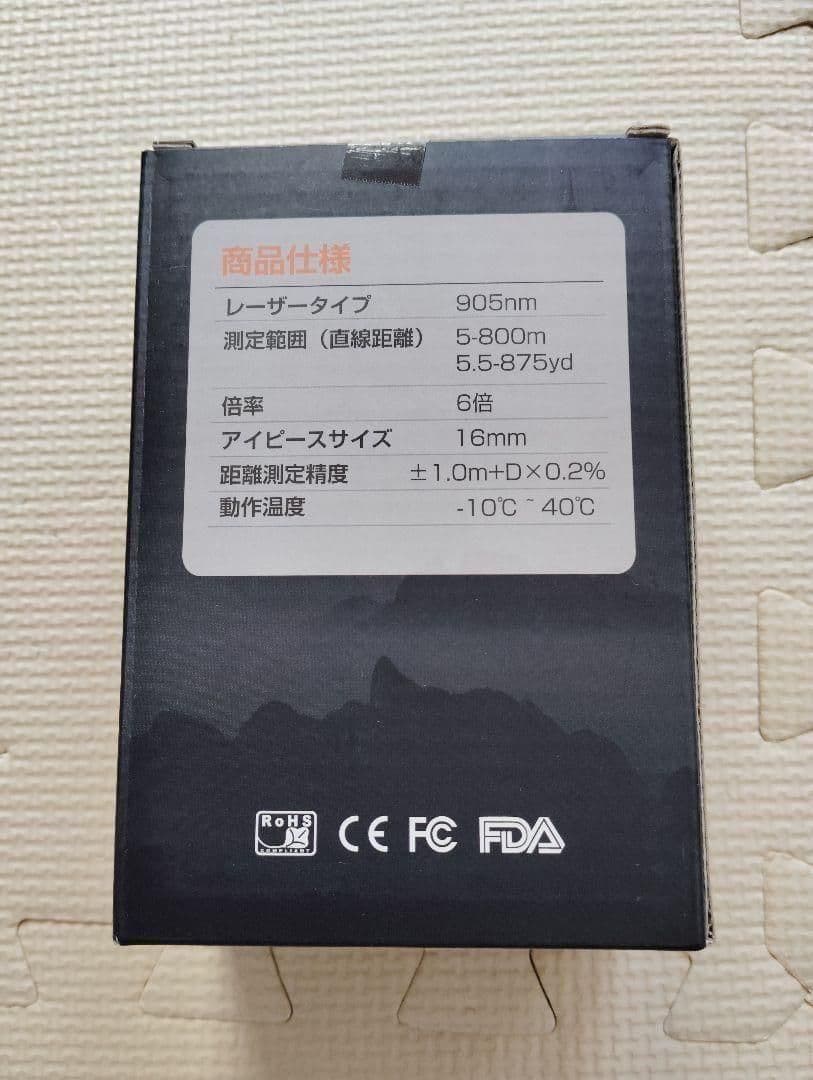 商品仕様
レーザータイプ 905nm
測定範囲（直線距離） 5-800m
5.5-875yd
倍率 6倍
アイピースサイズ 16mm
距離測定精度 ±1.0m+D×0.2%
動作温度 -10℃ ~ 40℃
RoHS CE FC FDA
COMPLIANT